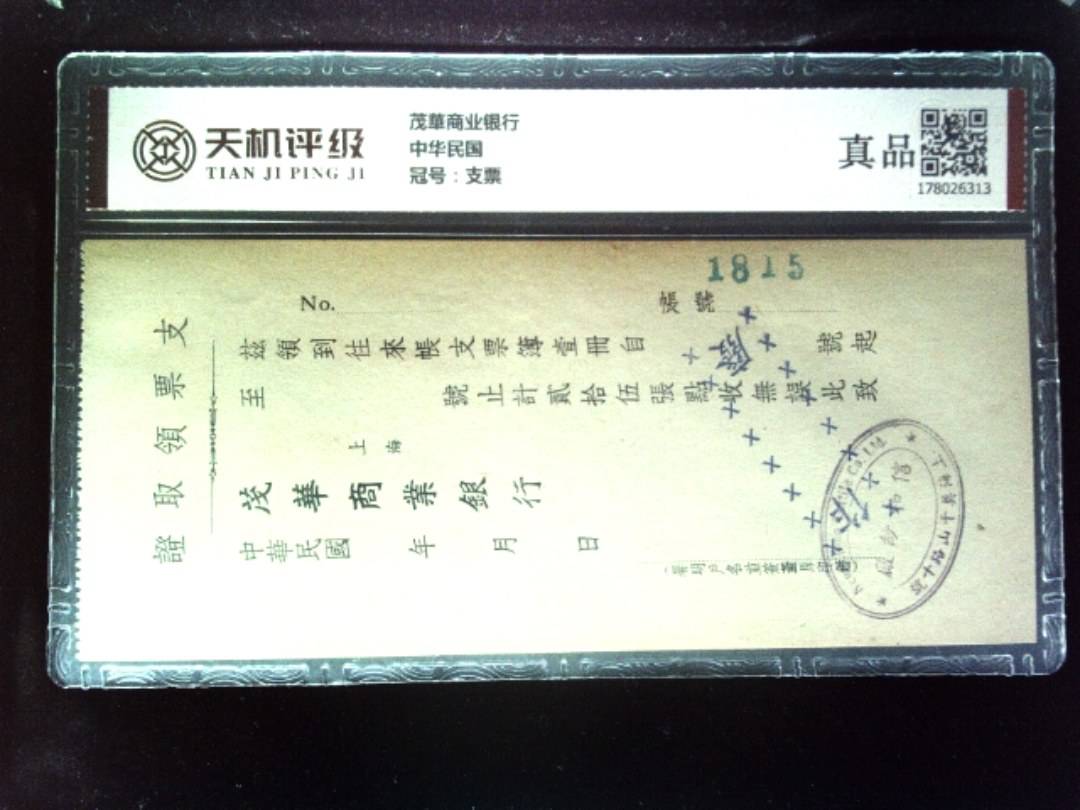 天机评级
TIAN JI PING JI
茂華商业银行
中华民国
冠号：支票
真品
178026313
1815
No.
帳號
支票領取證
茲領到往來帳支票簿壹冊自 號起
至 號止計貳拾伍張點收無誤此致
上海
茂華商業銀行
中華民國 年 月 日